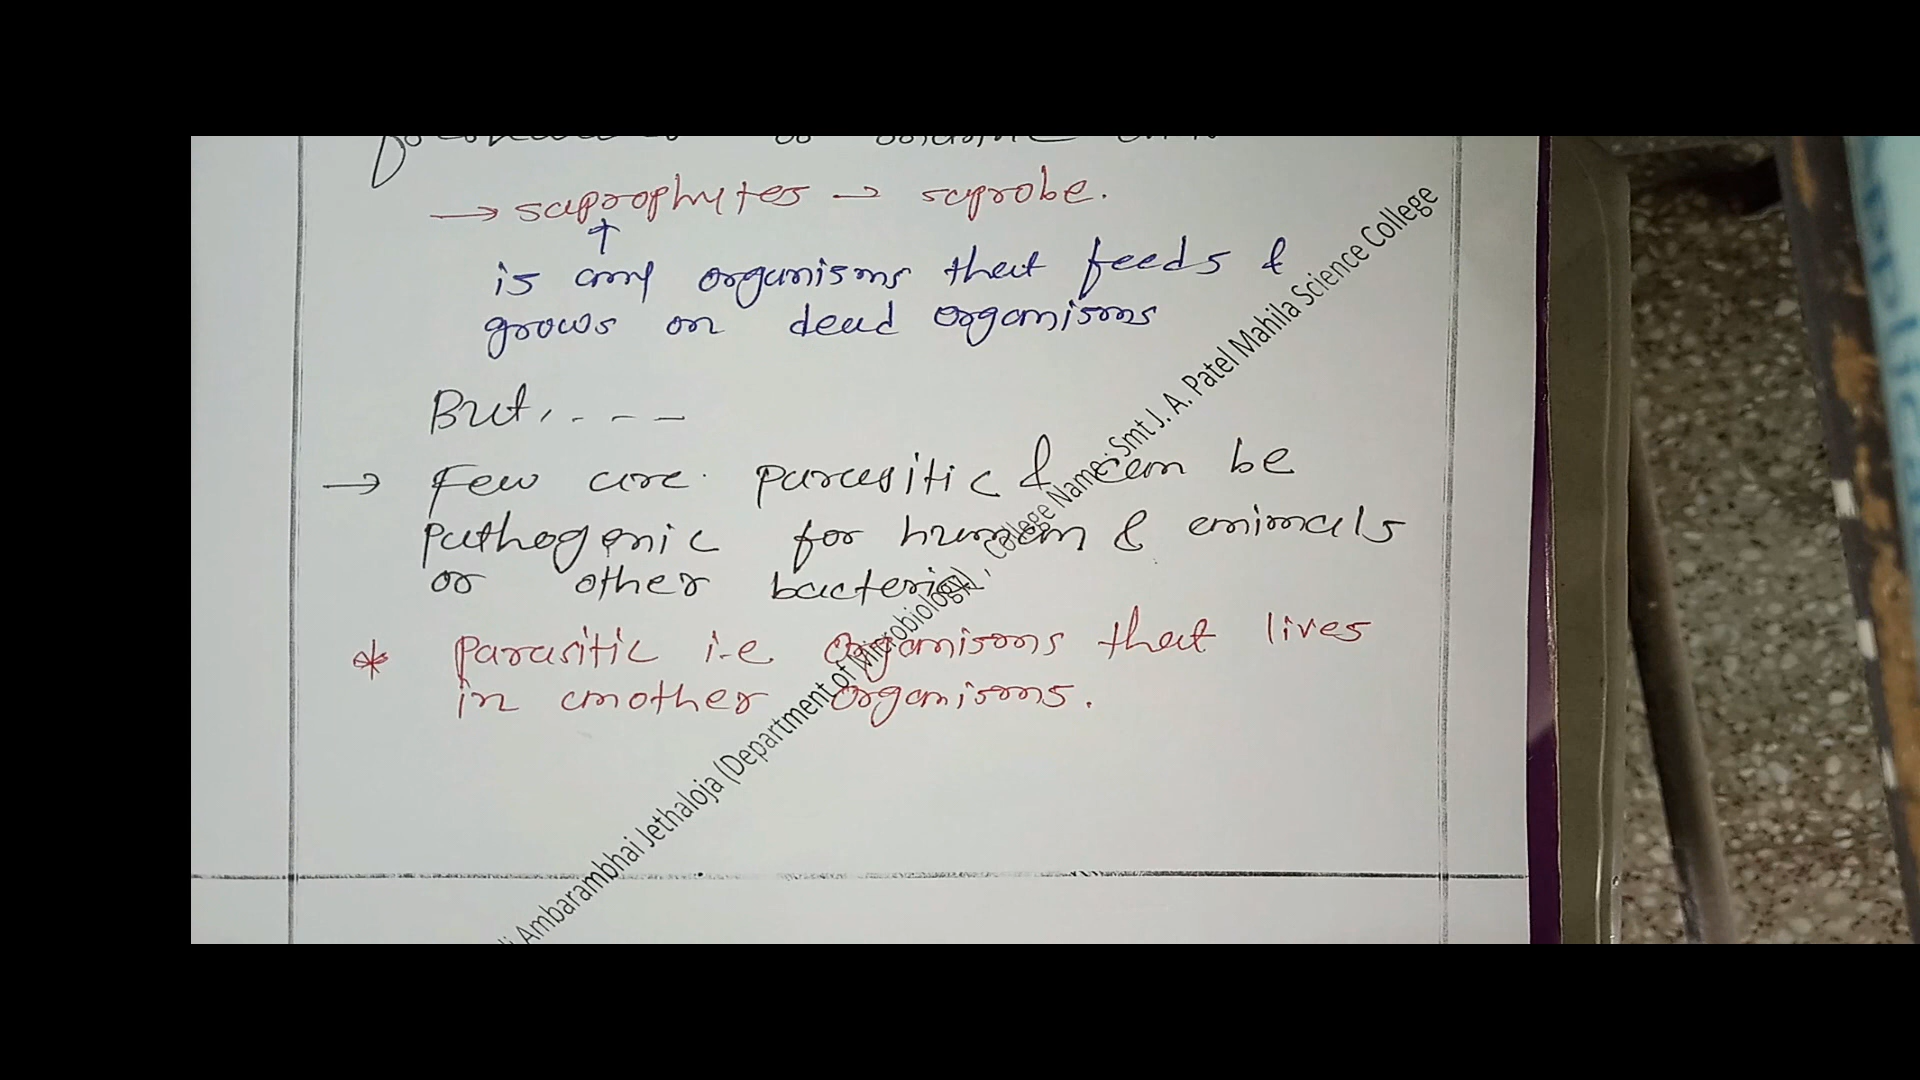 → saprophytes → saprobe.
↑
is any organisms that feeds &
grows on dead organisms
But, - - -
→ Few are parasitic & can be
pathogenic for human & animals
or other bacteria
* parasitic i.e organisms that lives
in another organisms.
Ambarambhai Jethaloja (Department of Microbiology), College Name: Smt J. A. Patel Mahila Science College